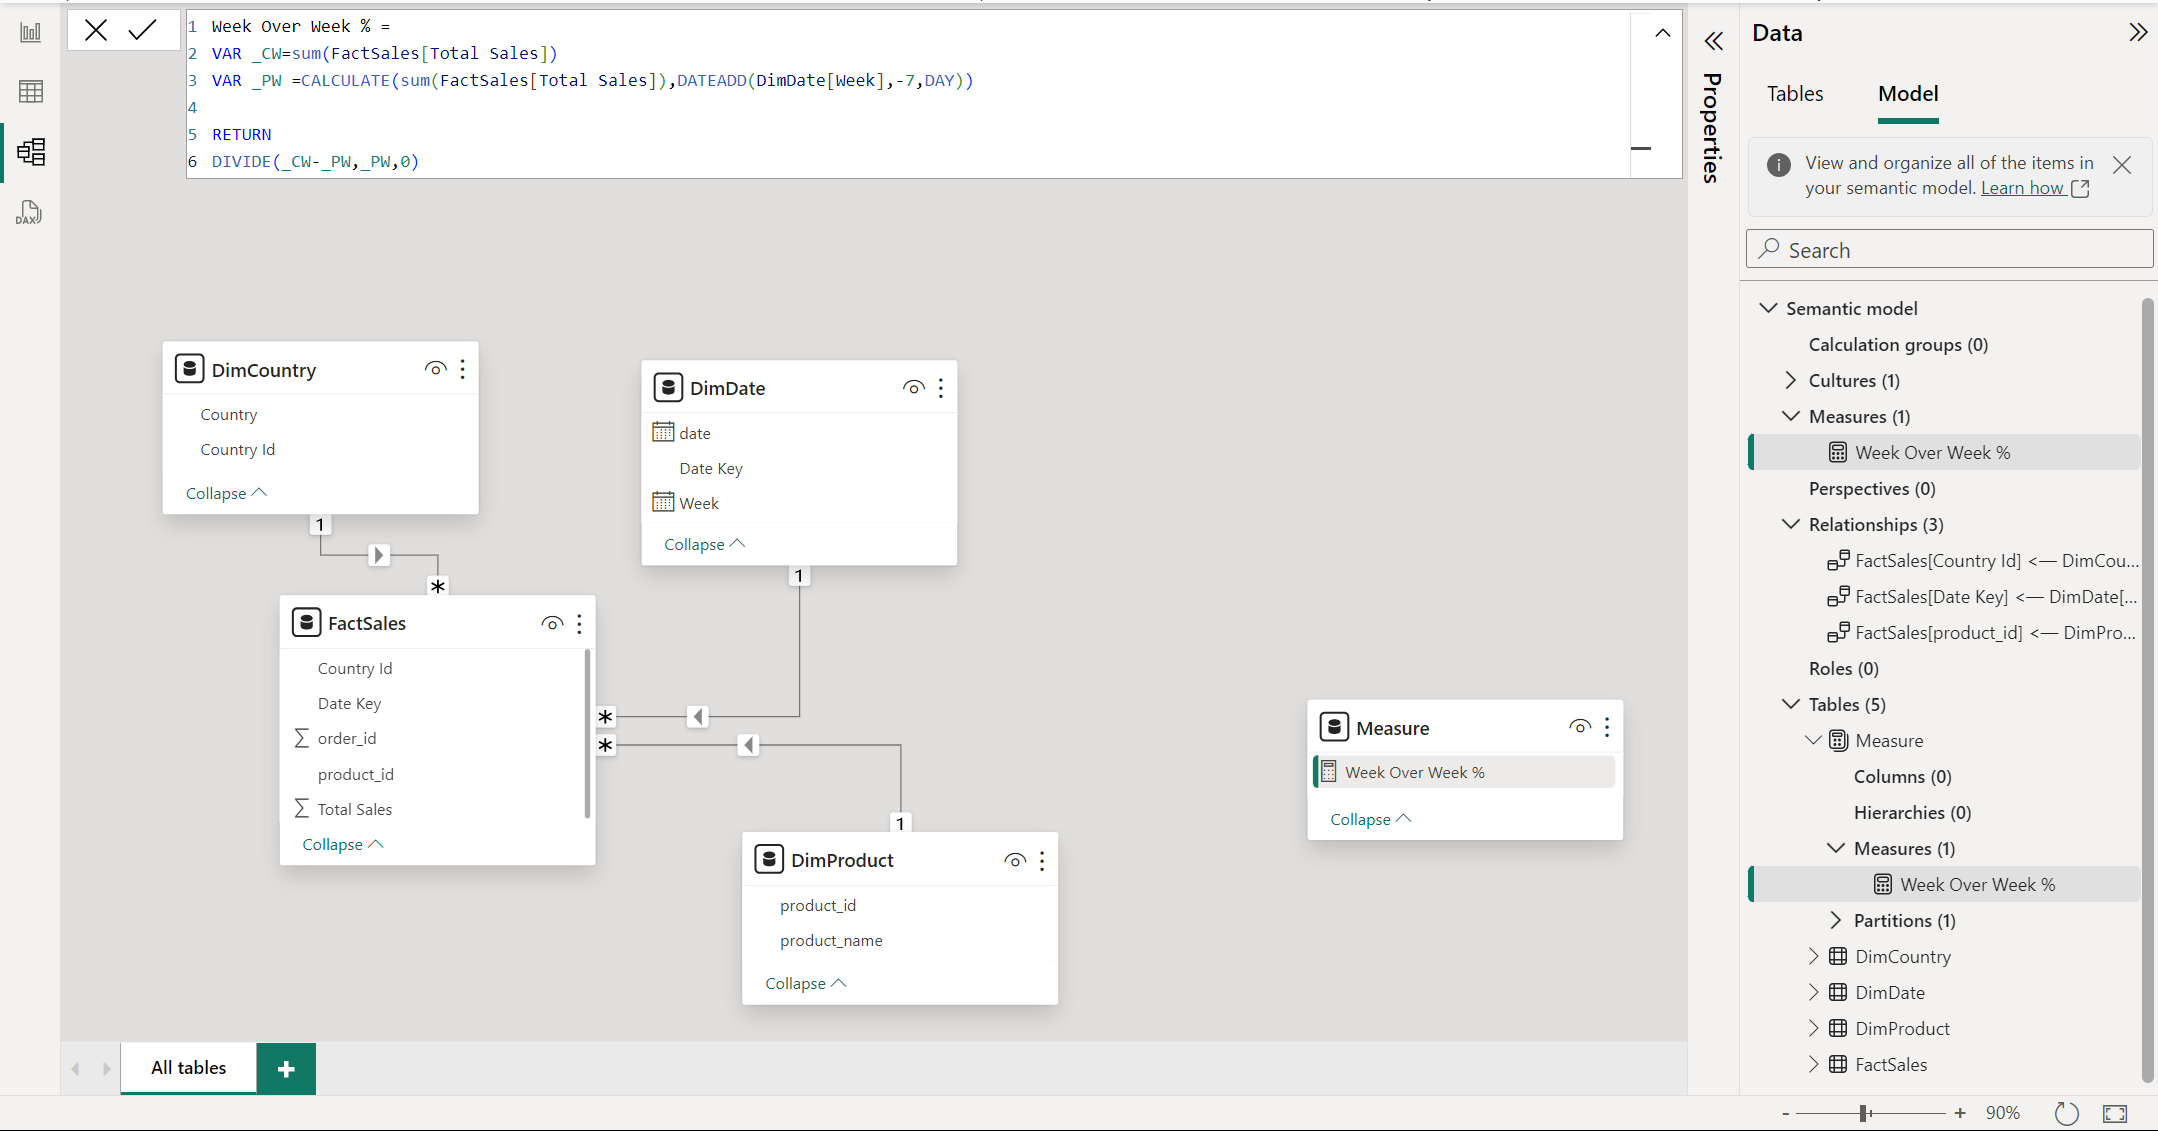 1 Week Over Week % =
2 VAR _CW=sum(FactSales[Total Sales])
3 VAR _PW =CALCULATE(sum(FactSales[Total Sales]),DATEADD(DimDate[Week],-7,DAY))
4
5 RETURN
6 DIVIDE(_CW-_PW,_PW,0)
DAX
DimCountry
Country
Country Id
Collapse
1
*
DimDate
date
Date Key
Week
Collapse
1
FactSales
Country Id
Date Key
order_id
product_id
Total Sales
Collapse
*
*
1
DimProduct
product_id
product_name
Collapse
Measure
Week Over Week %
Collapse
All tables
+
Properties
Data
Tables
Model
View and organize all of the items in
your semantic model. Learn how
Search
Semantic model
Calculation groups (0)
Cultures (1)
Measures (1)
Week Over Week %
Perspectives (0)
Relationships (3)
FactSales[Country Id] <— DimCou...
FactSales[Date Key] <— DimDate[...
FactSales[product_id] <— DimPro...
Roles (0)
Tables (5)
Measure
Columns (0)
Hierarchies (0)
Measures (1)
Week Over Week %
Partitions (1)
DimCountry
DimDate
DimProduct
FactSales
- + 90%